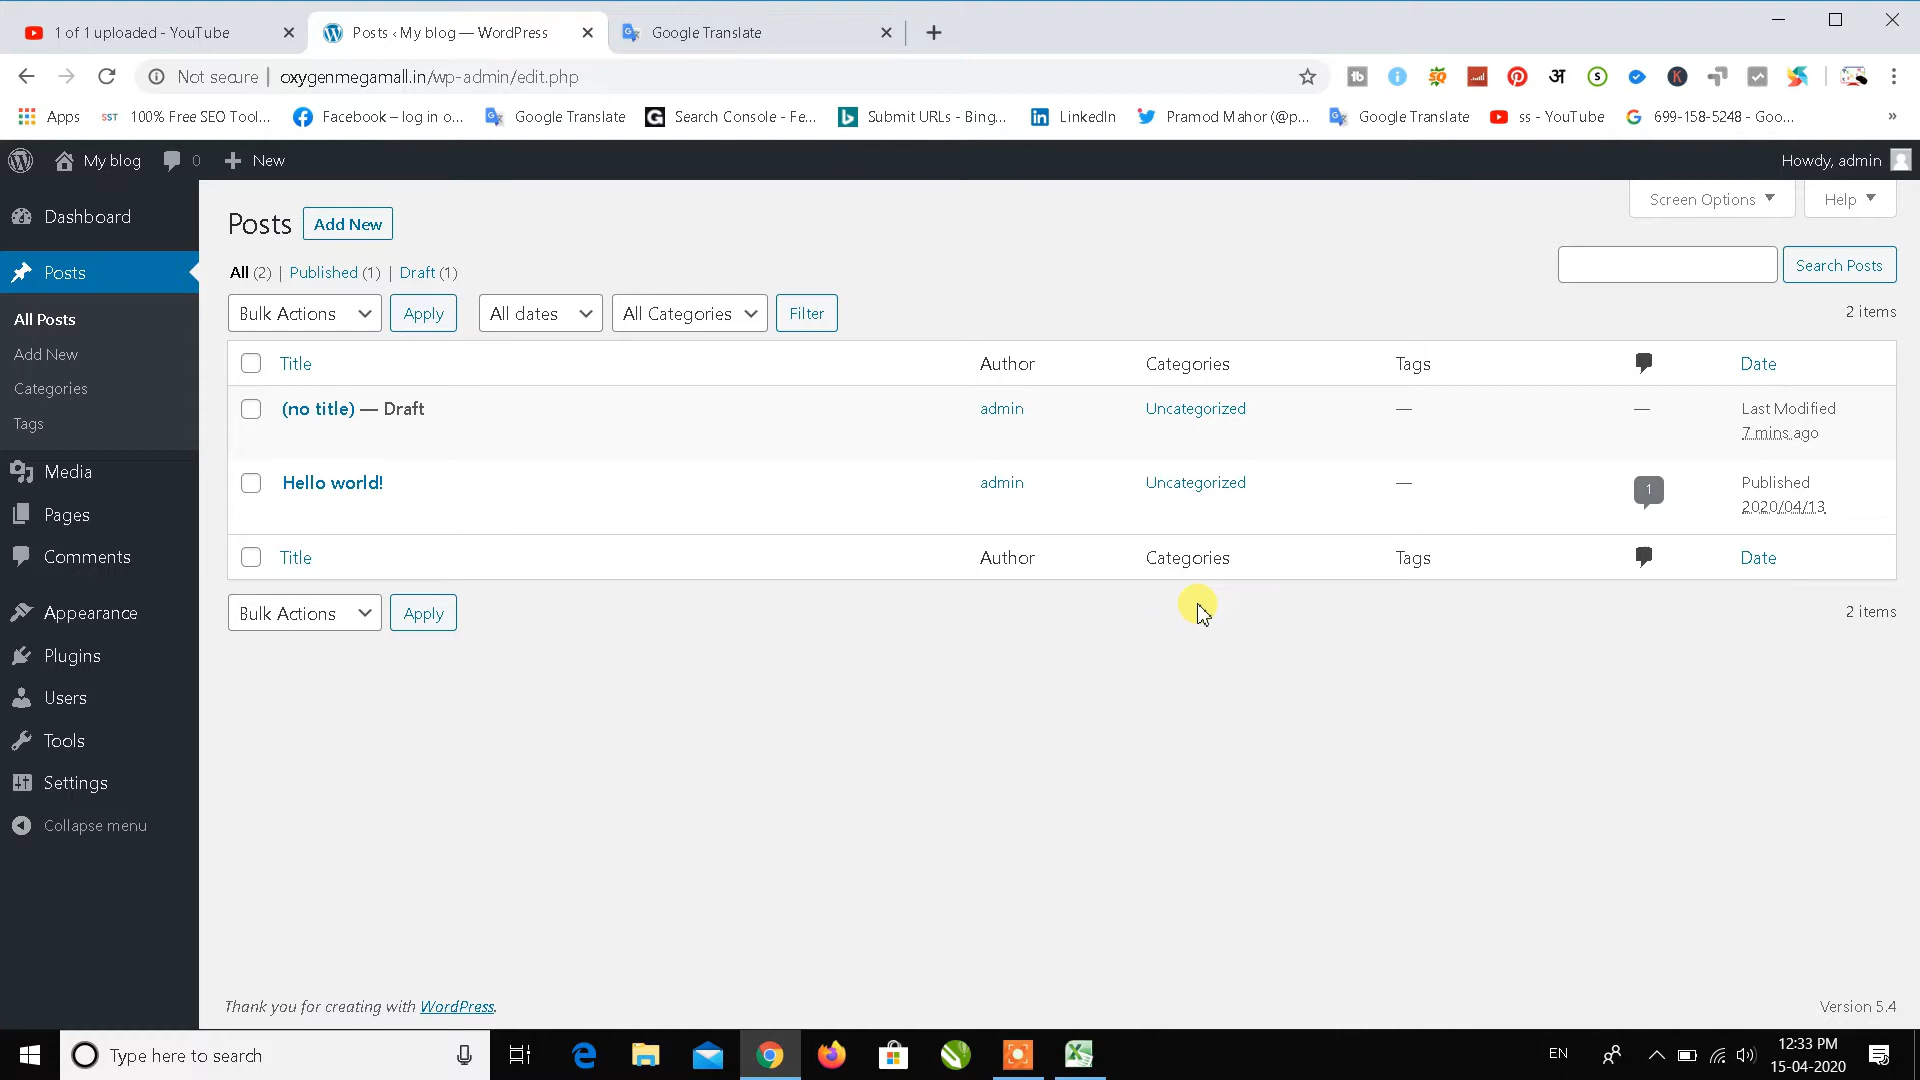 1 of 1 uploaded - YouTube
Posts ‹ My blog — WordPress
Google Translate
Not secure | oxygenmegamall.in/wp-admin/edit.php
Apps
SST 100% Free SEO Tool...
Facebook – log in o...
Google Translate
Search Console - Fe...
Submit URLs - Bing...
LinkedIn
Pramod Mahor (@p...
Google Translate
ss - YouTube
699-158-5248 - Goo...
»
My blog
0
New
Howdy, admin
Dashboard
Posts
All Posts
Add New
Categories
Tags
Media
Pages
Comments
Appearance
Plugins
Users
Tools
Settings
Collapse menu
Screen Options
Help
Posts
Add New
All (2) | Published (1) | Draft (1)
Search Posts
Bulk Actions
Apply
All dates
All Categories
Filter
2 items
Title Author Categories Tags Date
(no title) — Draft admin Uncategorized — — Last Modified
7 mins ago
Hello world! admin Uncategorized — 1 Published
2020/04/13
Title Author Categories Tags Date
Bulk Actions
Apply
2 items
Thank you for creating with WordPress.
Version 5.4
Type here to search
EN
12:33 PM
15-04-2020